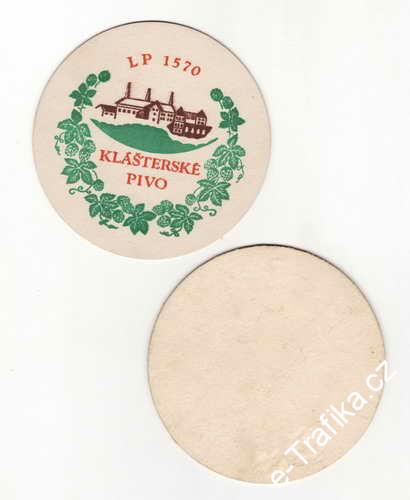 LP 1570
KLÁŠTERSKÉ
PIVO
e-Trafika.cz